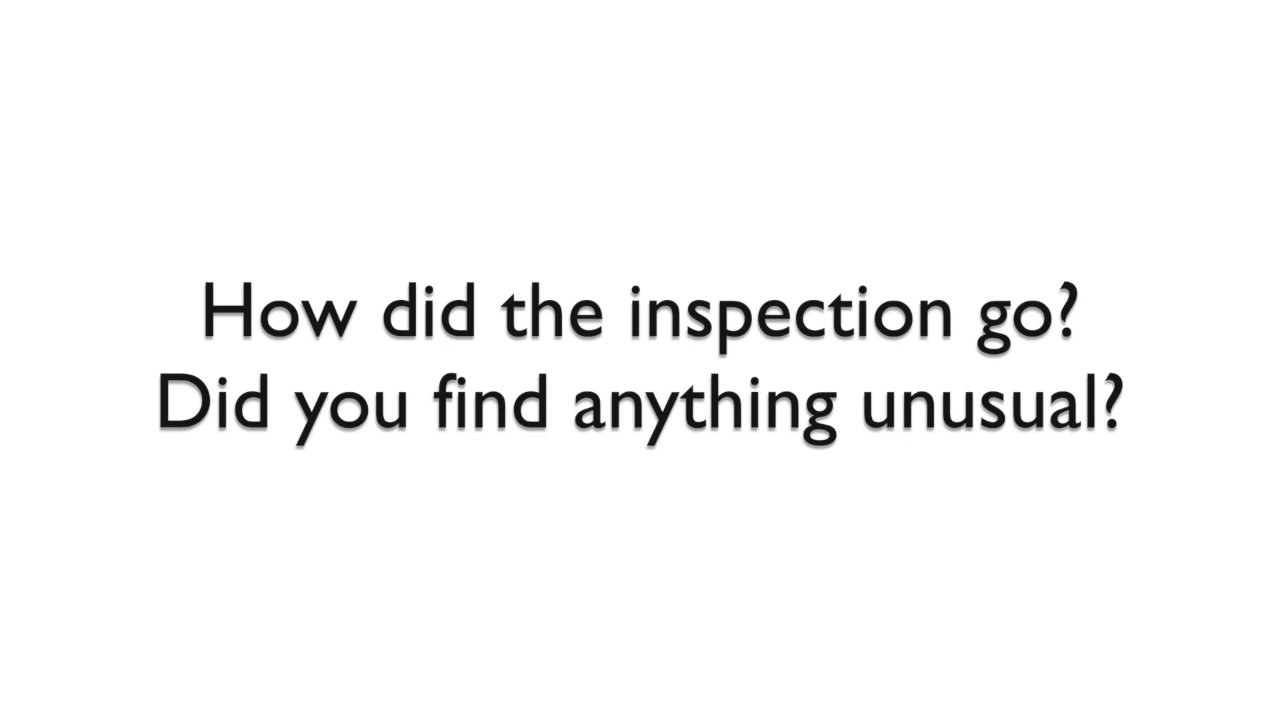 How did the inspection go?
Did you find anything unusual?